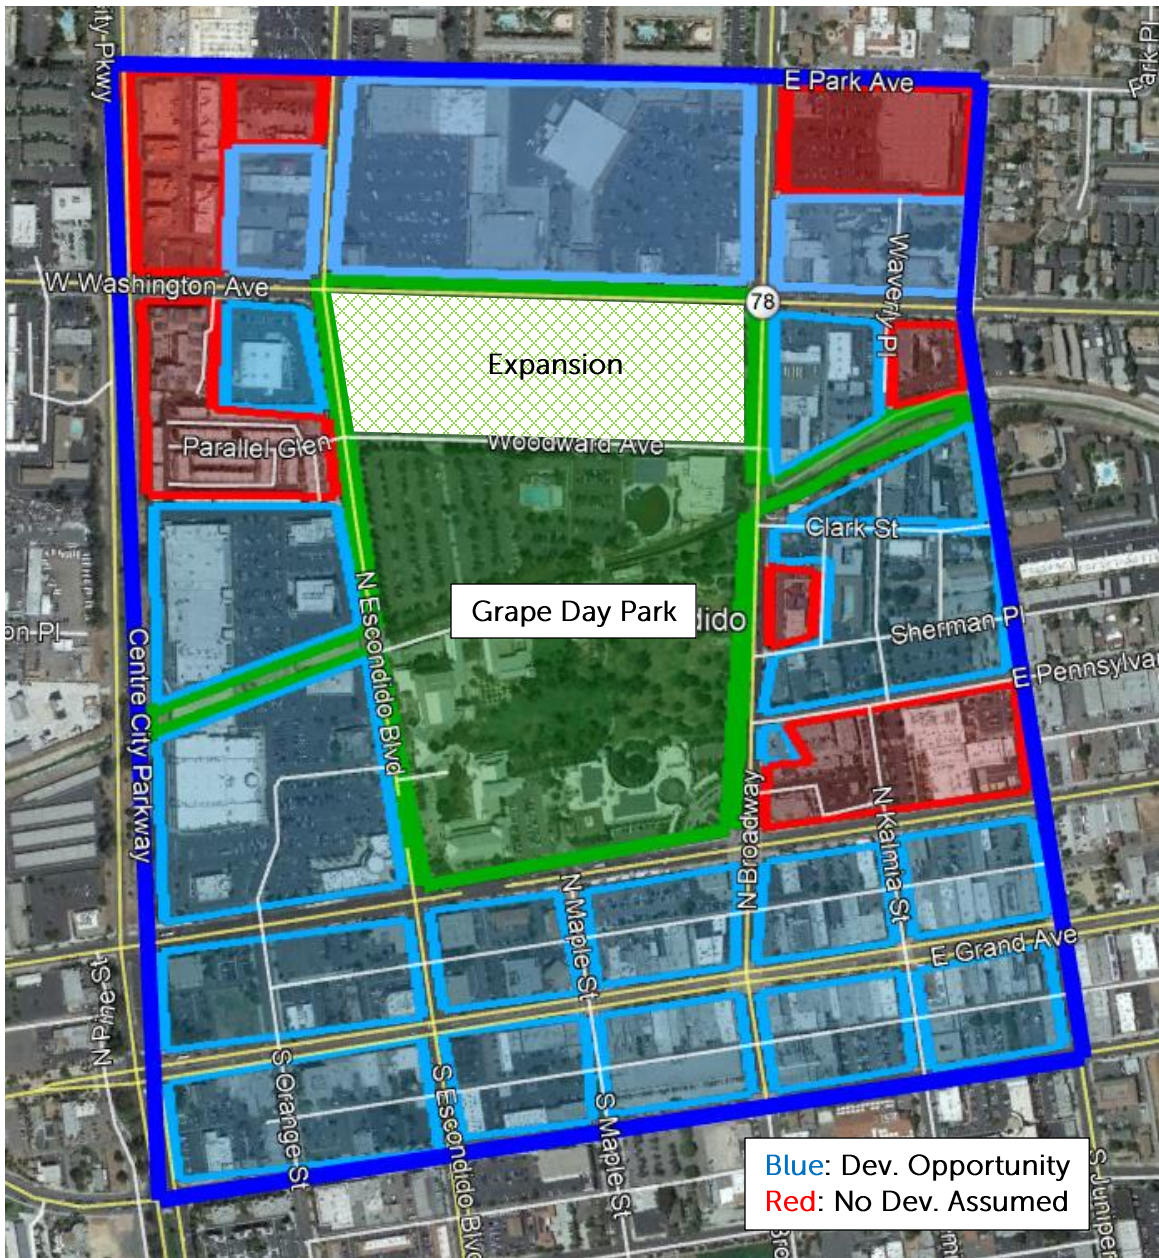 City Pkwy
E Park Ave
Park Pl
W Washington Ave
Waverly Pl
78
Expansion
Parallel Glen
Woodward Ave
Clark St
Grape Day Park
dido
on Pl
Sherman Pl
E Pennsylvan
N Escondido Blvd
Centre City Parkway
N Broadway
N Kalmia St
N Maple St
E Grand Ave
N Pine St
S Orange St
S Escondido Blvd
S Maple St
Blue: Dev. Opportunity
Red: No Dev. Assumed
S Juniper